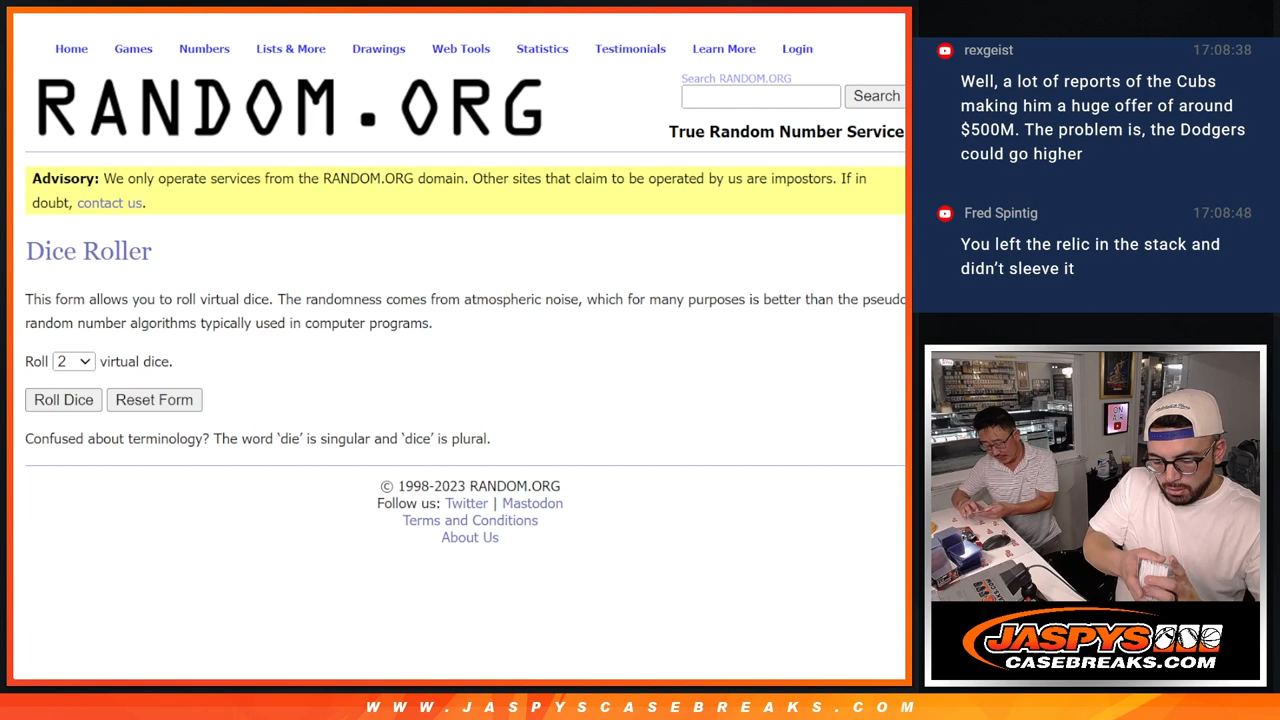 Home Games Numbers Lists & More Drawings Web Tools Statistics Testimonials Learn More Login
RANDOM.ORG
Search RANDOM.ORG
Search
True Random Number Service
Advisory: We only operate services from the RANDOM.ORG domain. Other sites that claim to be operated by us are impostors. If in
doubt, contact us.
Dice Roller
This form allows you to roll virtual dice. The randomness comes from atmospheric noise, which for many purposes is better than the pseudo
random number algorithms typically used in computer programs.
Roll 2 virtual dice.
Roll Dice Reset Form
Confused about terminology? The word ‘die’ is singular and ‘dice’ is plural.
© 1998-2023 RANDOM.ORG
Follow us: Twitter | Mastodon
Terms and Conditions
About Us
rexgeist 17:08:38
Well, a lot of reports of the Cubs
making him a huge offer of around
$500M. The problem is, the Dodgers
could go higher
Fred Spintig 17:08:48
You left the relic in the stack and
didn’t sleeve it
ON
JASPYS
CASEBREAKS.COM
WWW.JASPYSCASEBREAKS.COM